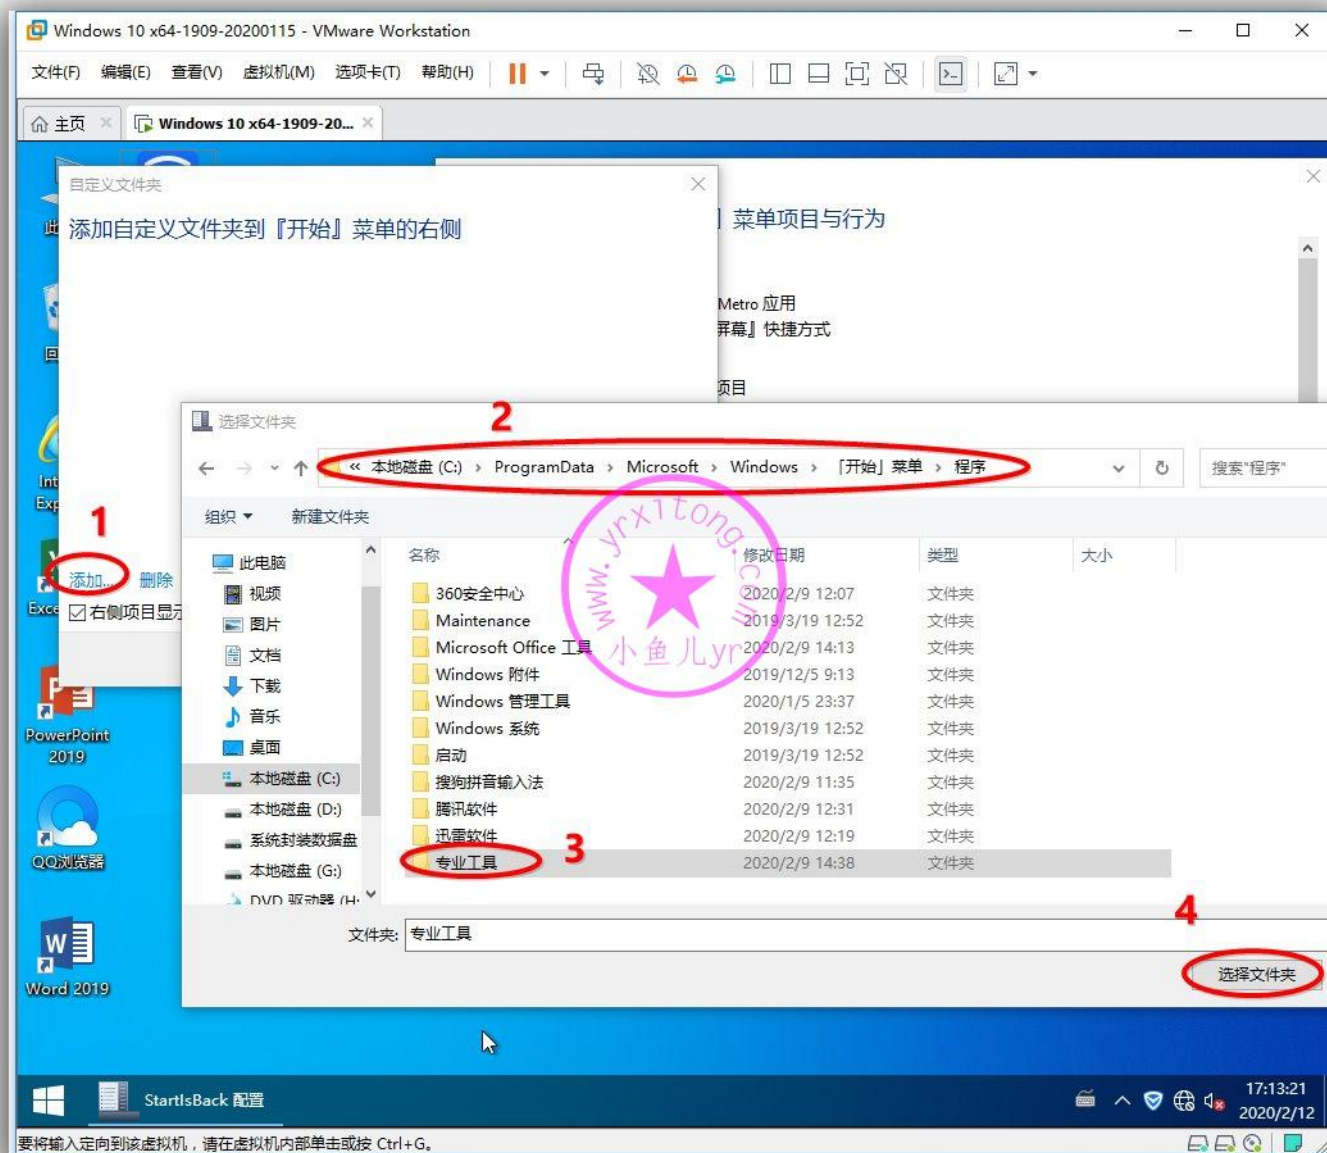 Windows 10 x64-1909-20200115 - VMware Workstation
文件(F) 编辑(E) 查看(V) 虚拟机(M) 选项卡(T) 帮助(H)
主页 Windows 10 x64-1909-20...
自定义文件夹
添加自定义文件夹到『开始』菜单的右侧
』菜单项目与行为
Metro 应用
屏幕』快捷方式
项目
选择文件夹
2
« 本地磁盘 (C:) › ProgramData › Microsoft › Windows › 「开始」菜单 › 程序
搜索"程序"
组织 新建文件夹
1
添加... 删除
右侧项目显示
此电脑
视频
图片
文档
下载
音乐
桌面
本地磁盘 (C:)
本地磁盘 (D:)
系统封装数据盘
本地磁盘 (G:)
DVD 驱动器 (H:
名称 修改日期 类型 大小
360安全中心 2020/2/9 12:07 文件夹
Maintenance 2019/3/19 12:52 文件夹
Microsoft Office 工具 2020/2/9 14:13 文件夹
Windows 附件 2019/12/5 9:13 文件夹
Windows 管理工具 2020/1/5 23:37 文件夹
Windows 系统 2019/3/19 12:52 文件夹
启动 2019/3/19 12:52 文件夹
搜狗拼音输入法 2020/2/9 11:35 文件夹
腾讯软件 2020/2/9 12:31 文件夹
迅雷软件 2020/2/9 12:19 文件夹
专业工具 2020/2/9 14:38 文件夹
3
www.yrxitong.com
小鱼儿yr
文件夹: 专业工具
4
选择文件夹
此
回
Int
Exp
Exce
PowerPoint
2019
QQ浏览器
Word 2019
StartIsBack 配置
17:13:21
2020/2/12
要将输入定向到该虚拟机，请在虚拟机内部单击或按 Ctrl+G。